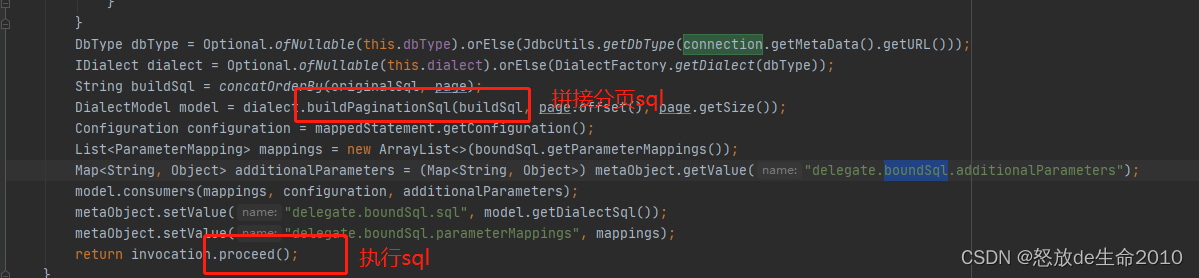 }
}
DbType dbType = Optional.ofNullable(this.dbType).orElse(JdbcUtils.getDbType(connection.getMetaData().getURL()));
IDialect dialect = Optional.ofNullable(this.dialect).orElse(DialectFactory.getDialect(dbType));
String buildSql = concatOrderBy(originalSql, page);
DialectModel model = dialect.buildPaginationSql(buildSql, page.offset(), page.getSize());
拼接分页sql
Configuration configuration = mappedStatement.getConfiguration();
List<ParameterMapping> mappings = new ArrayList<>(boundSql.getParameterMappings());
Map<String, Object> additionalParameters = (Map<String, Object>) metaObject.getValue( name: "delegate.boundSql.additionalParameters");
model.consumers(mappings, configuration, additionalParameters);
metaObject.setValue( name: "delegate.boundSql.sql", model.getDialectSql());
metaObject.setValue( name: "delegate.boundSql.parameterMappings", mappings);
return invocation.proceed();
执行sql
}
CSDN @怒放de生命2010